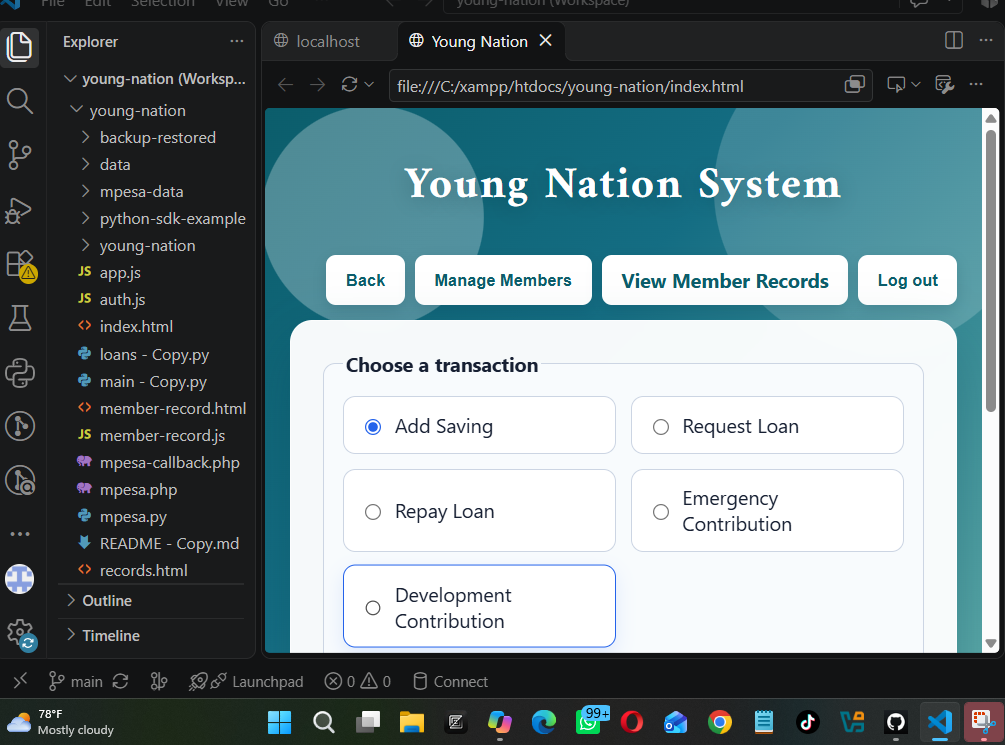 File Edit Selection View Go
young-nation (Workspace)
Explorer
localhost
Young Nation
young-nation (Worksp...
file:///C:/xampp/htdocs/young-nation/index.html
young-nation
backup-restored
data
mpesa-data
python-sdk-example
young-nation
JS app.js
JS auth.js
<> index.html
loans - Copy.py
main - Copy.py
<> member-record.html
JS member-record.js
mpesa-callback.php
mpesa.php
mpesa.py
README - Copy.md
<> records.html
Outline
Timeline
Young Nation System
Back
Manage Members
View Member Records
Log out
Choose a transaction
Add Saving
Request Loan
Repay Loan
Emergency
Contribution
Development
Contribution
main
Launchpad
0
0
Connect
78°F
Mostly cloudy
99+